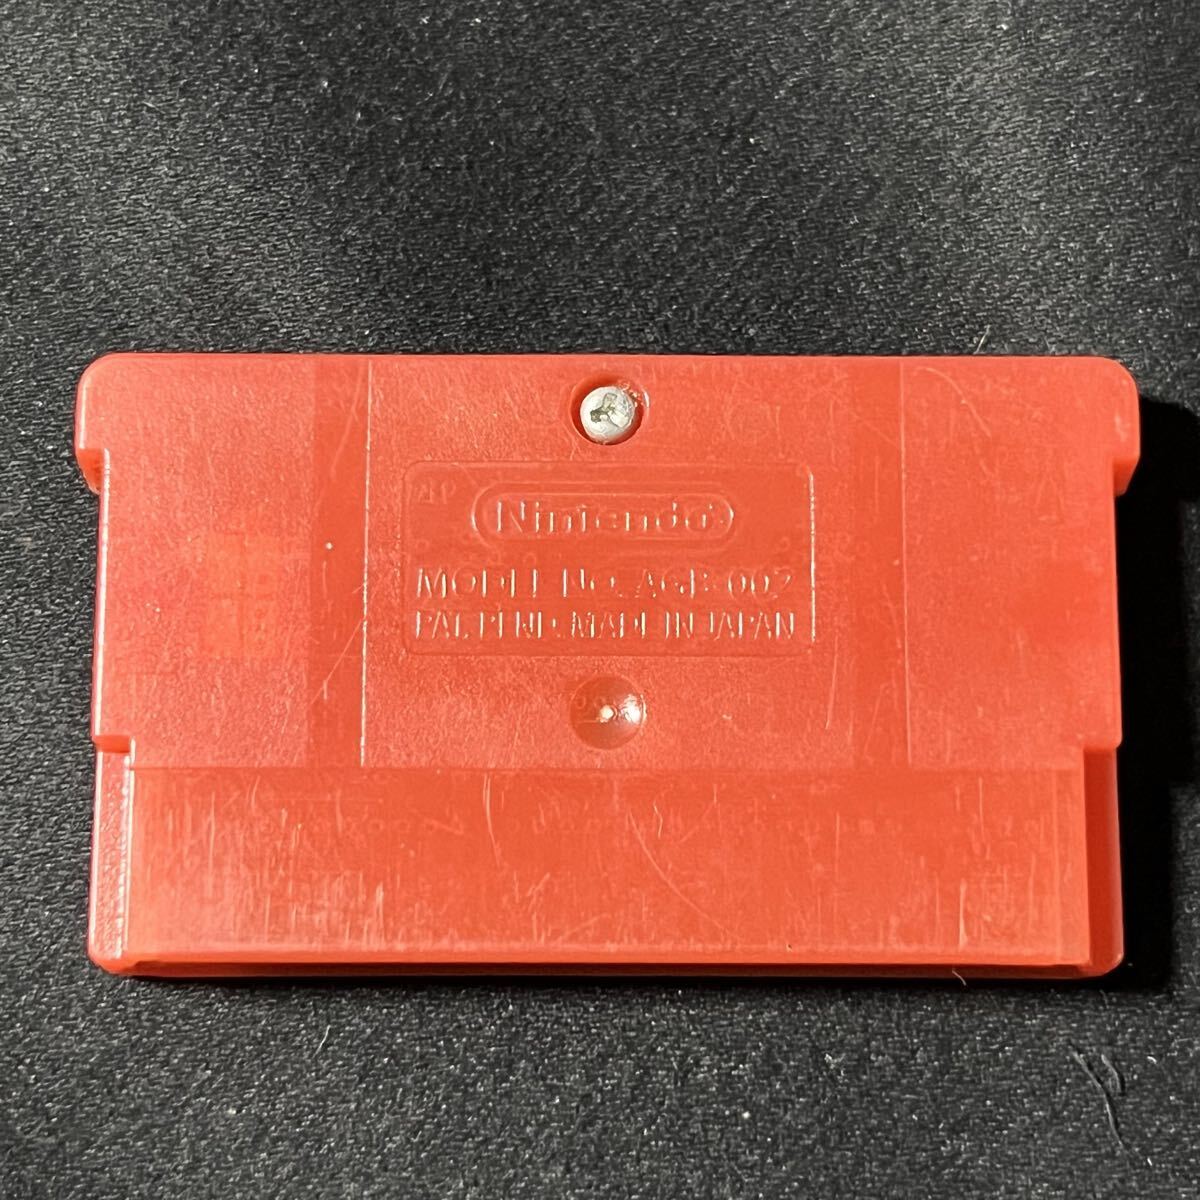 Nintendo
MODEL NO. AGB-002
PAT. PEND. MADE IN JAPAN